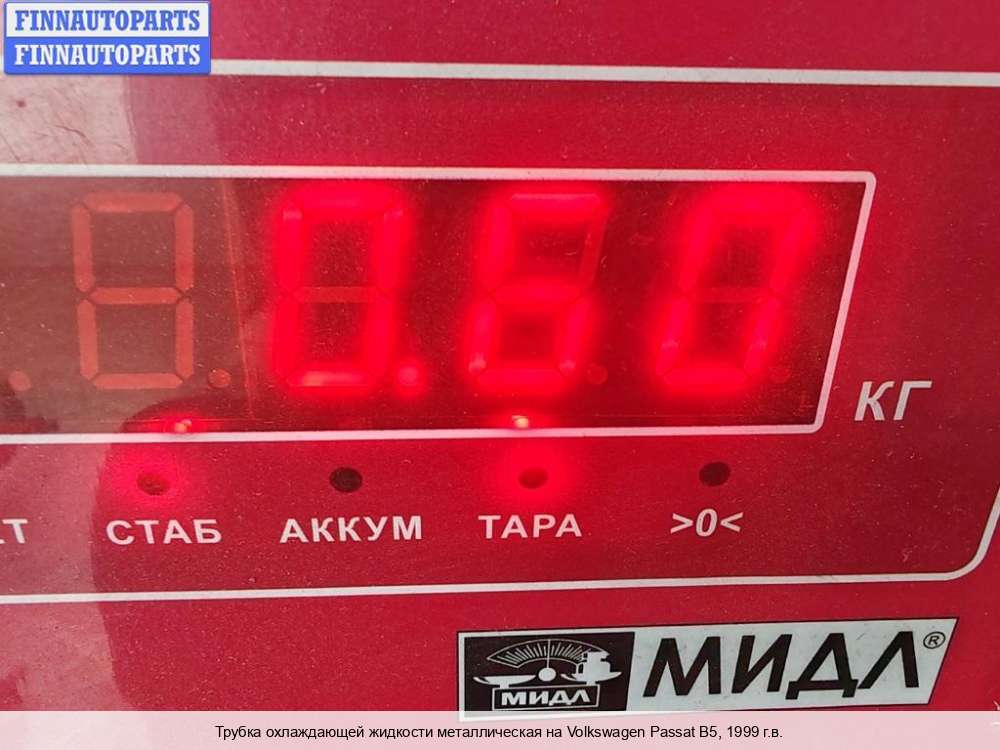 FINNAUTOPARTS
FINNAUTOPARTS
0.60
КГ
СТАБ АККУМ ТАРА >0<
МИДЛ МИДЛ®
Трубка охлаждающей жидкости металлическая на Volkswagen Passat B5, 1999 г.в.